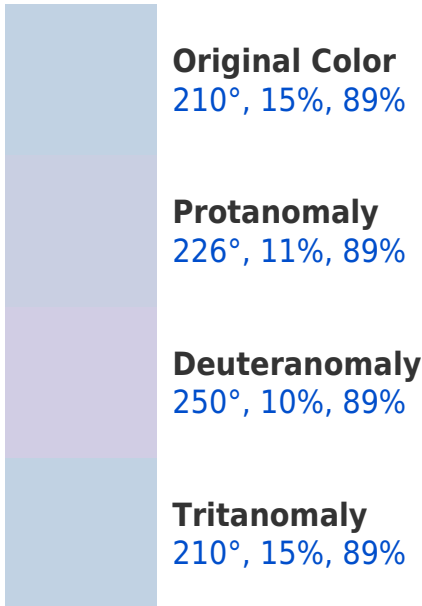 Original Color
210°, 15%, 89%
Protanomaly
226°, 11%, 89%
Deuteranomaly
250°, 10%, 89%
Tritanomaly
210°, 15%, 89%